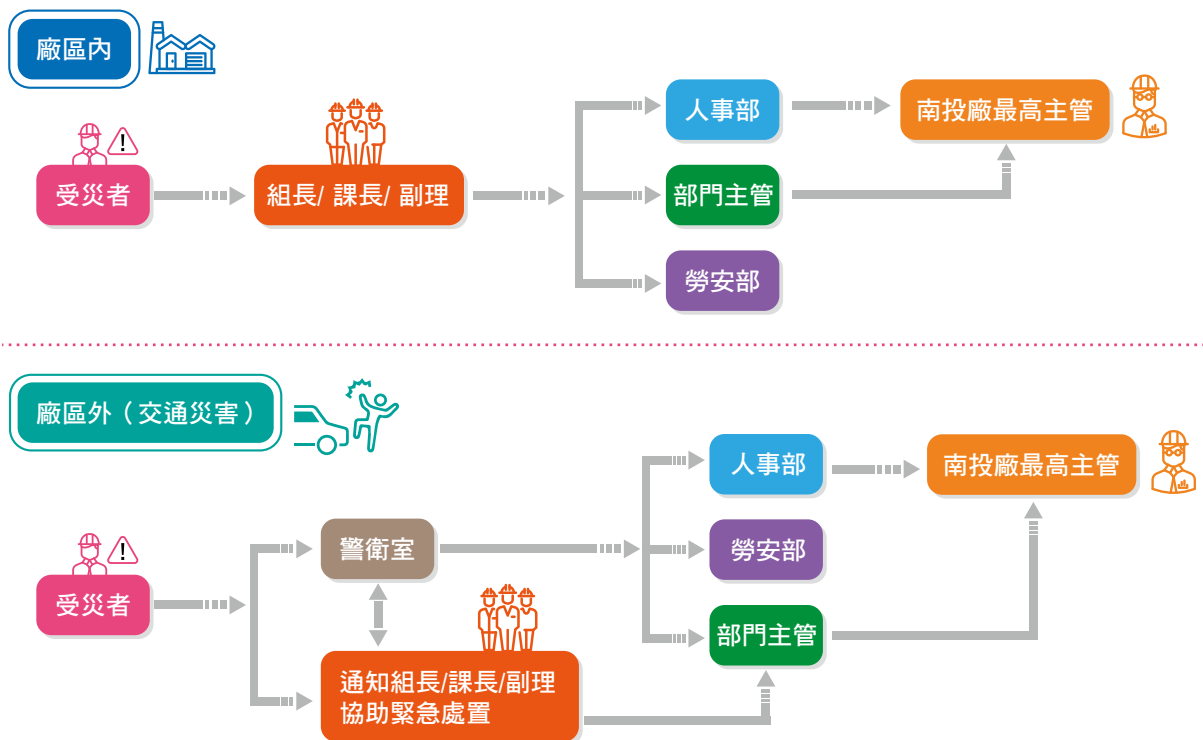 廠區內
受災者
!
組長/ 課長/ 副理
人事部
部門主管
勞安部
南投廠最高主管
廠區外（交通災害）
受災者
!
警衛室
通知組長/課長/副理
協助緊急處置
人事部
勞安部
部門主管
南投廠最高主管